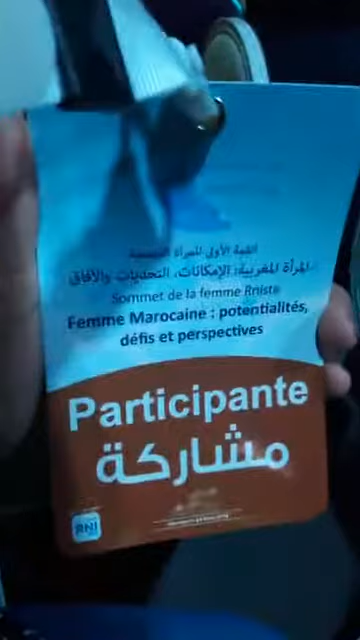 القمة الأولى للمرأة
المرأة المغربية: الإمكانات، التحديات والآفاق
Sommet de la femme Rniste
Femme Marocaine : potentialités,
défis et perspectives
Participante
مشاركة
RNI